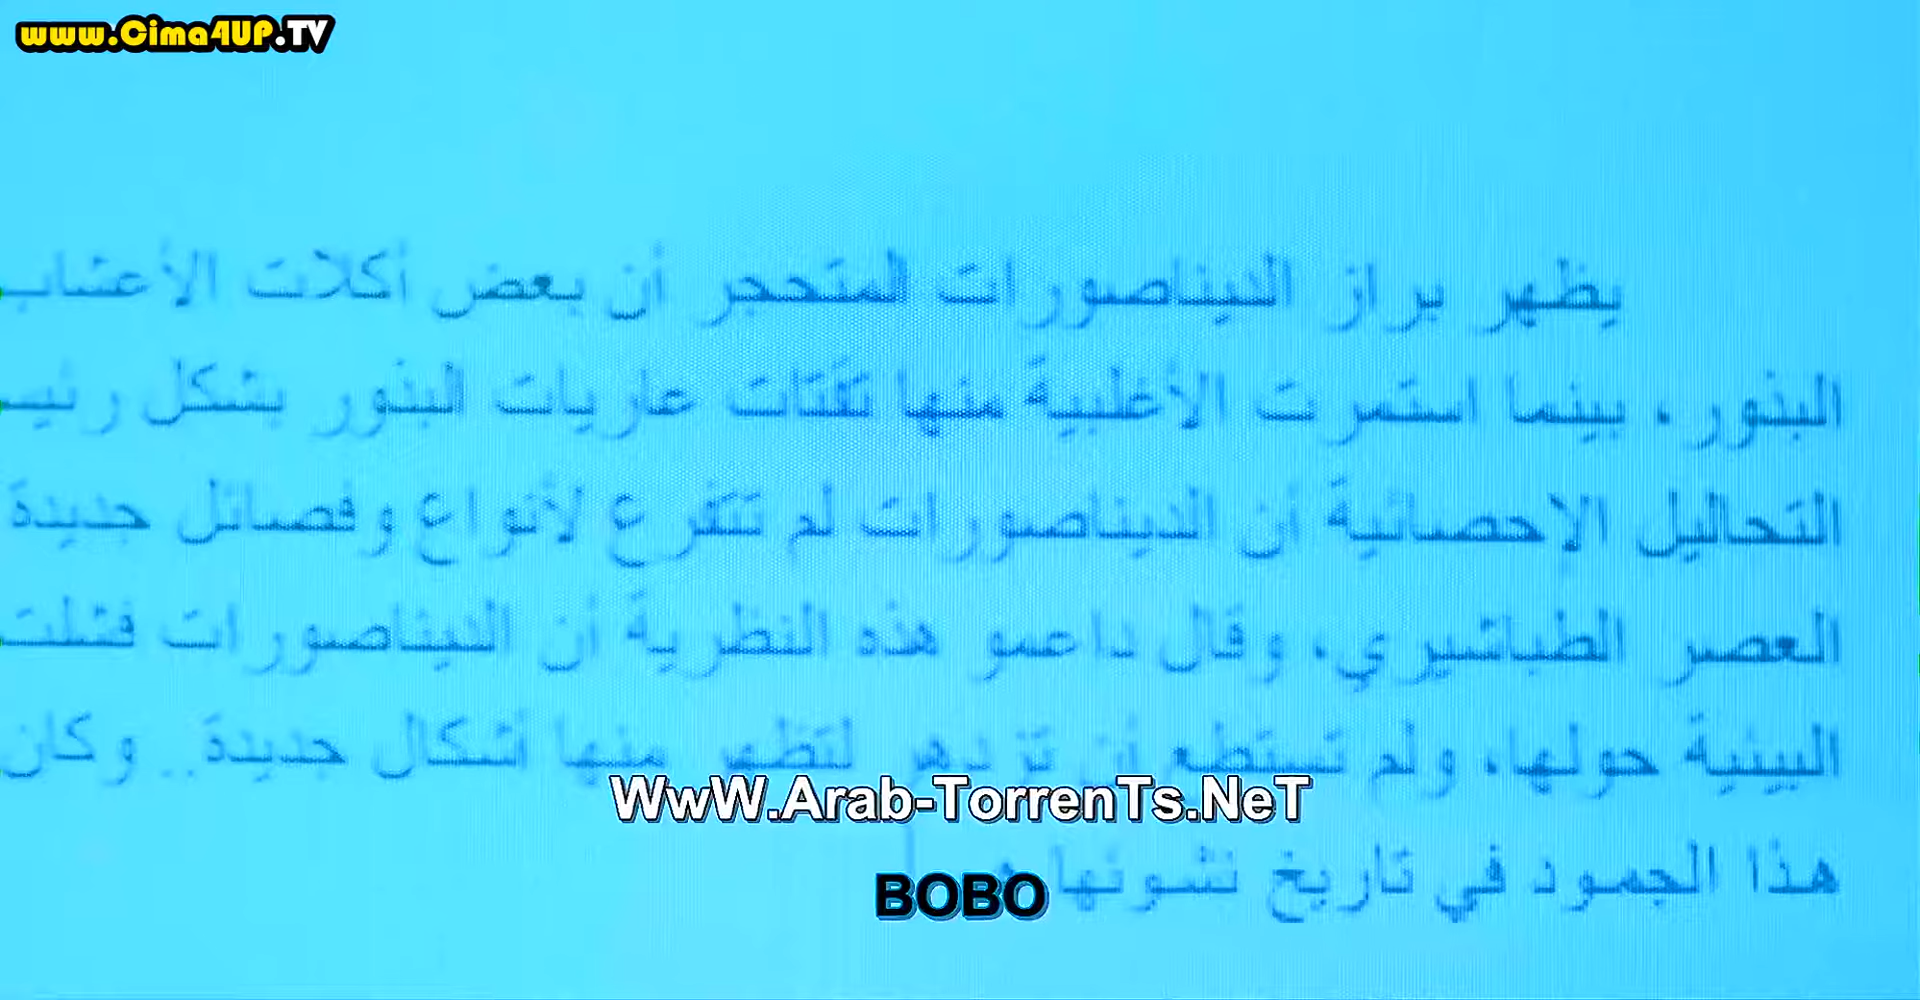 www.Cima4UP.TV
يظهر براز الديناصورات المتحجر أن بعض أكلات الأعشاب
البذور، بينما استمرت الأغلبية منها تقتات عاريات البذور بشكل رئيس
التحاليل الإحصائية أن الديناصورات لم تتفرع لأنواع وفصائل جديدة
العصر الطباشيري، وقال داعمو هذه النظرية أن الديناصورات فشلت
البيئية حولها، ولم تستطع أن تزدهر لتظهر منها أشكال جديدة.. وكان
WwW.Arab-TorrenTs.NeT
هذا الجمود في تاريخ نشوئها
BOBO